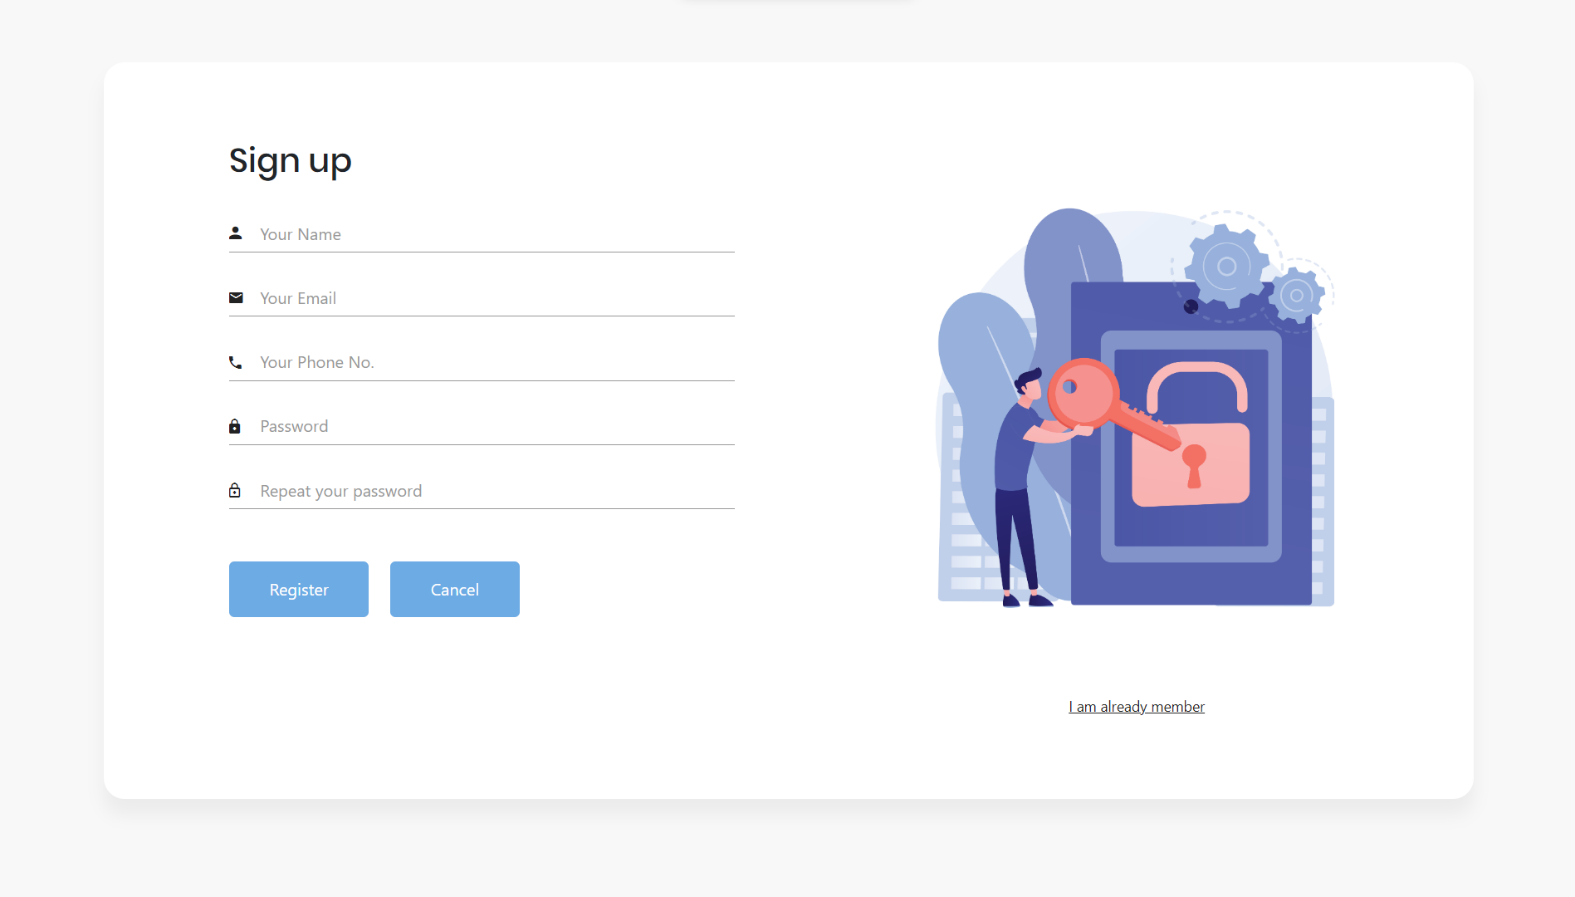 Sign up
Your Name
Your Email
Your Phone No.
Password
Repeat your password
Register
Cancel
I am already member